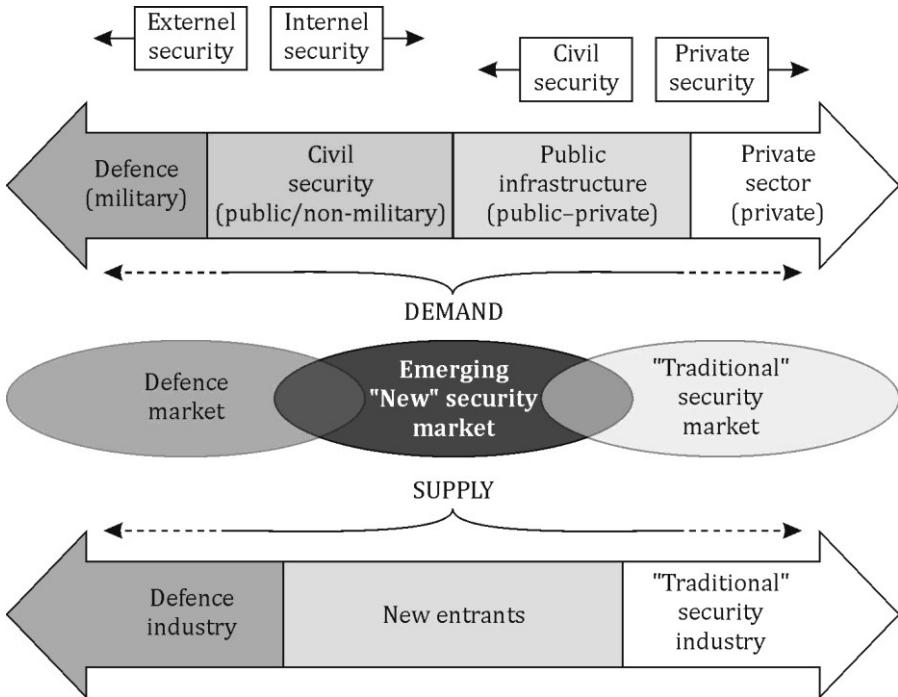 Externel
security
Internel
security
Civil
security
Private
security
Defence
(military)
Civil
security
(public/non-military)
Public
infrastructure
(public–private)
Private
sector
(private)
DEMAND
Defence
market
Emerging
"New" security
market
"Traditional"
security
market
SUPPLY
Defence
industry
New entrants
"Traditional"
security
industry